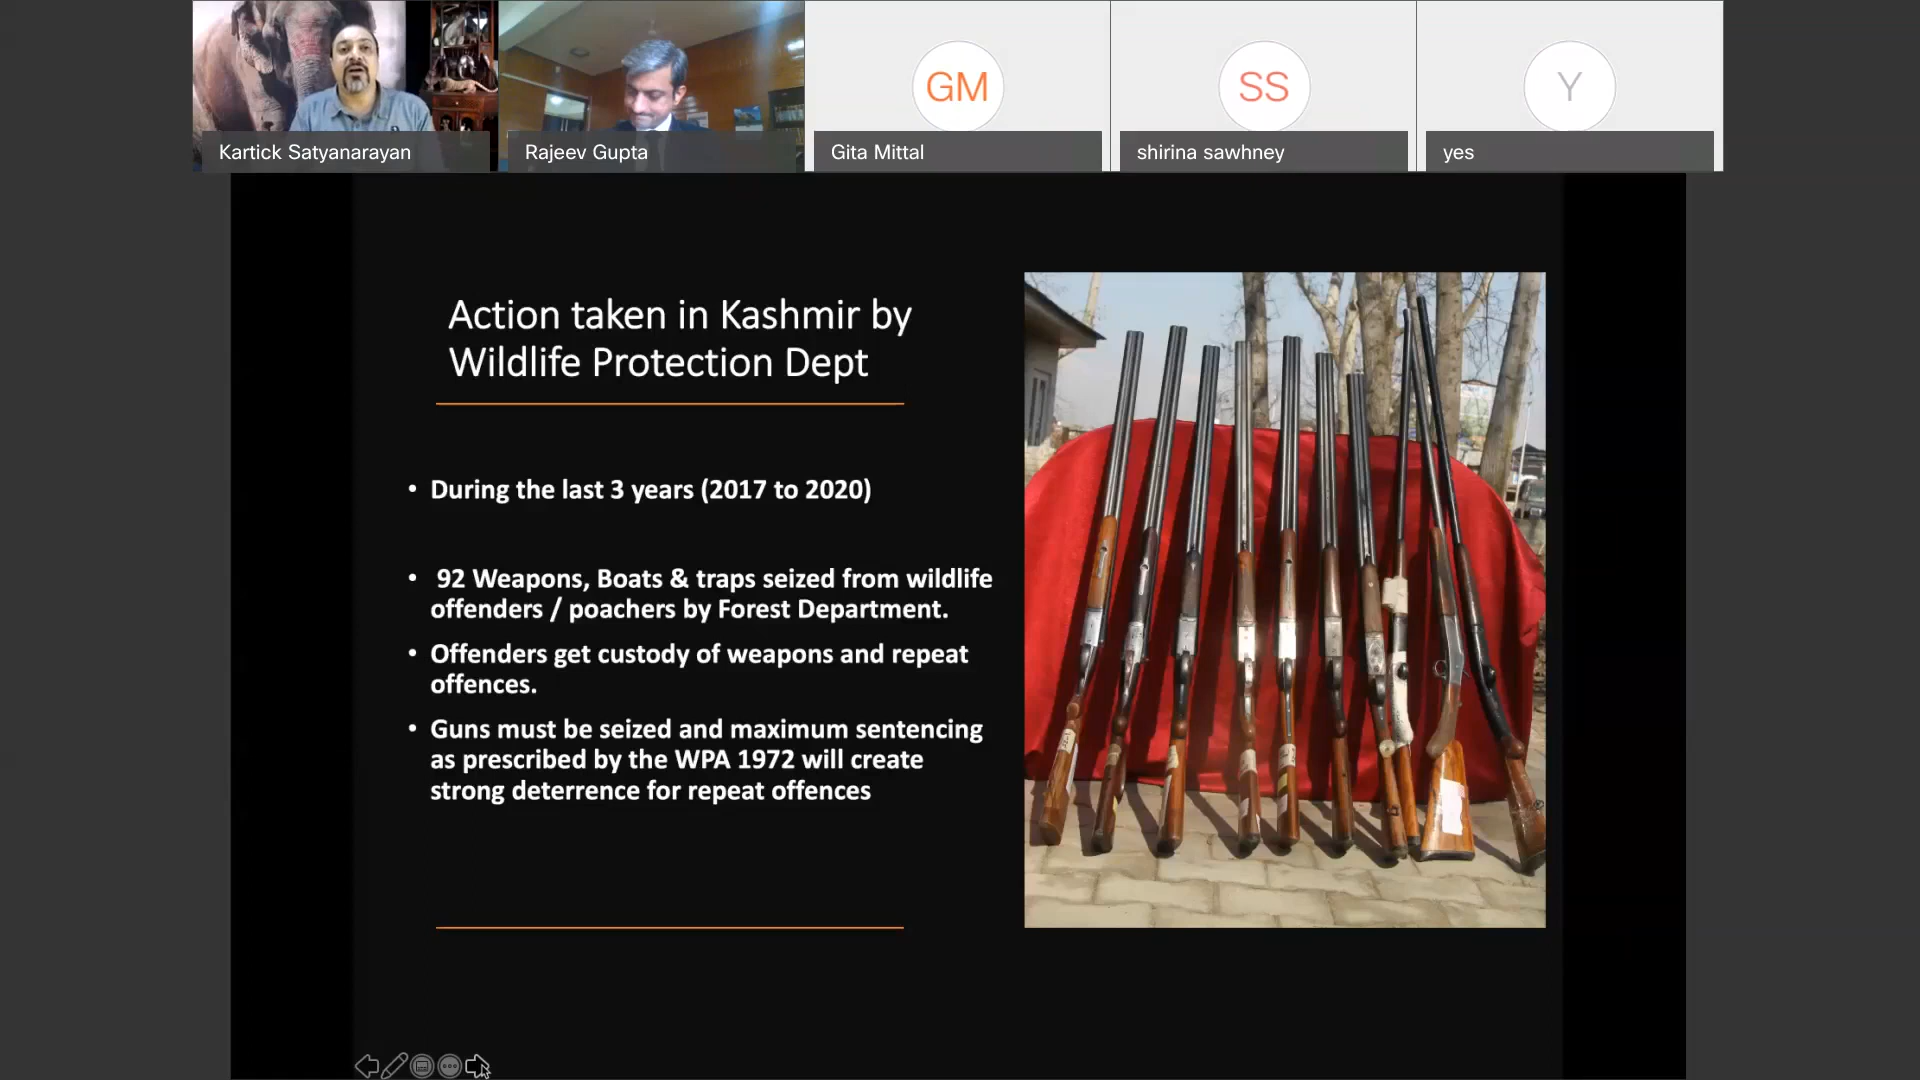 GM
SS
Y
Kartick Satyanarayan
Rajeev Gupta
Gita Mittal
shirina sawhney
yes
Action taken in Kashmir by
Wildlife Protection Dept
• During the last 3 years (2017 to 2020)
• 92 Weapons, Boats & traps seized from wildlife
offenders / poachers by Forest Department.
• Offenders get custody of weapons and repeat
offences.
• Guns must be seized and maximum sentencing
as prescribed by the WPA 1972 will create
strong deterrence for repeat offences